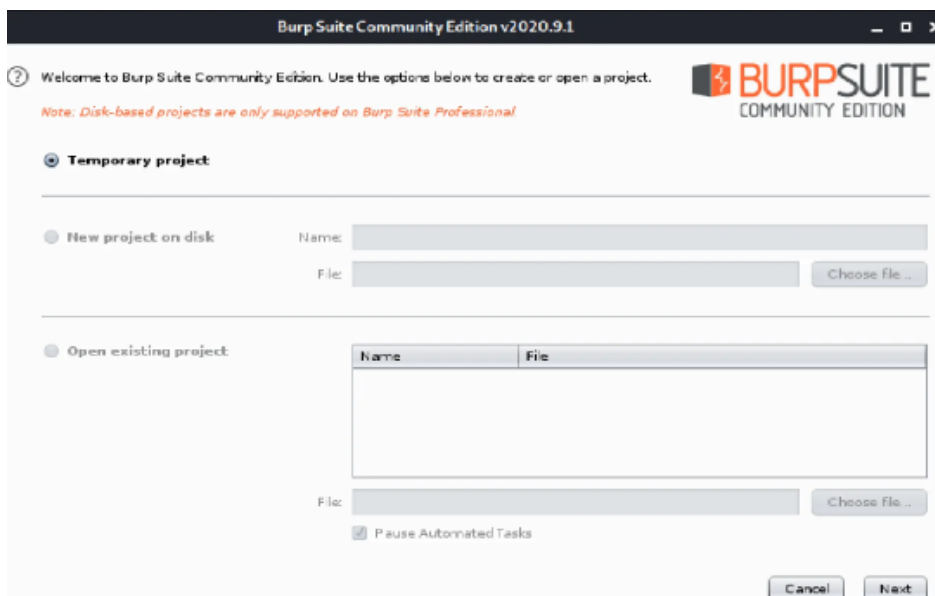 Burp Suite Community Edition v2020.9.1
Welcome to Burp Suite Community Edition. Use the options below to create or open a project.
BURPSUITE
COMMUNITY EDITION
Note: Disk-based projects are only supported on Burp Suite Professional
Temporary project
New project on disk
Name:
File:
Choose file ...
Open existing project
Name File
File:
Choose file ...
Pause Automated Tasks
Cancel Next